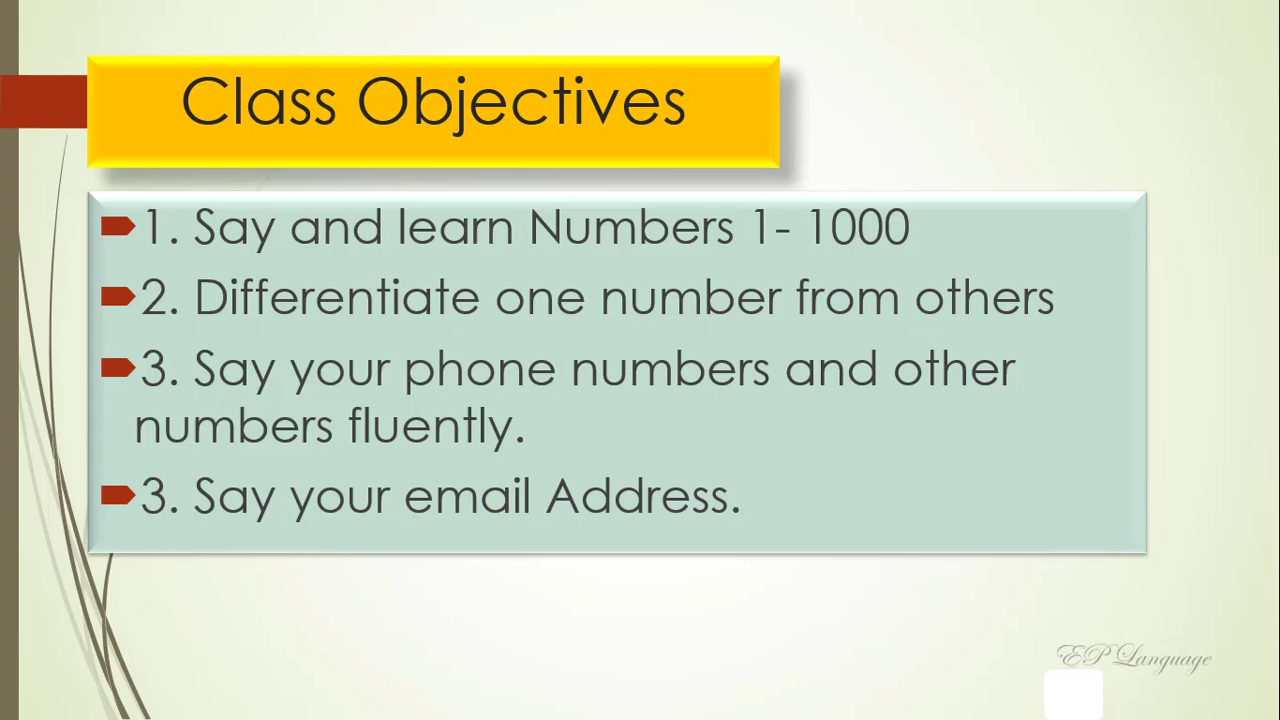 Class Objectives
1. Say and learn Numbers 1- 1000
2. Differentiate one number from others
3. Say your phone numbers and other
numbers fluently.
3. Say your email Address.
EP Language